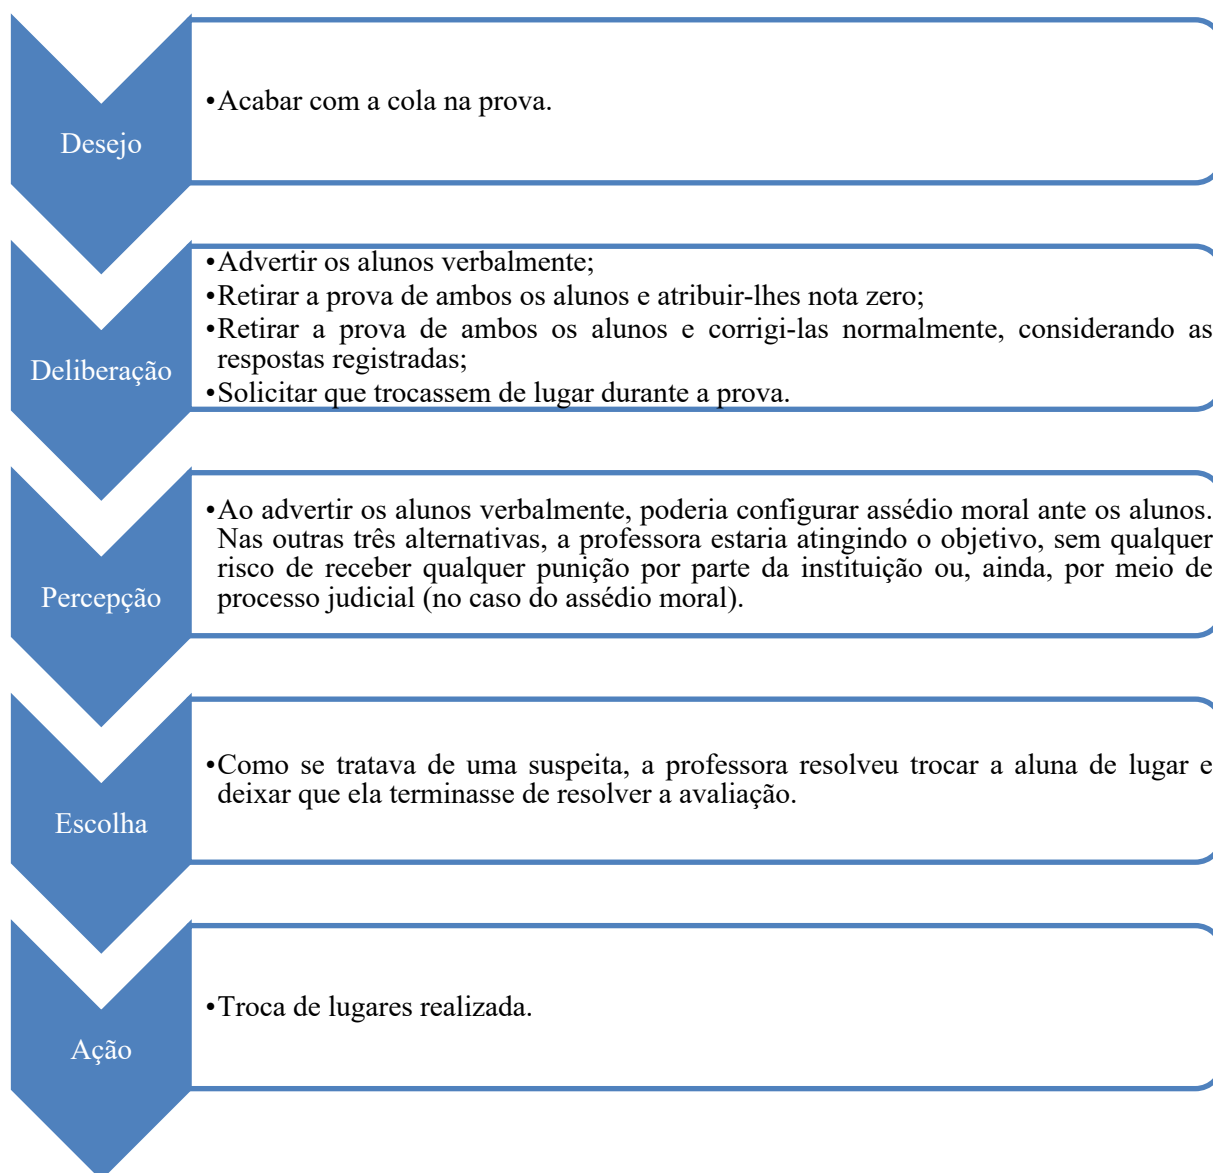 Desejo
•Acabar com a cola na prova.
Deliberação
•Advertir os alunos verbalmente;
•Retirar a prova de ambos os alunos e atribuir-lhes nota zero;
•Retirar a prova de ambos os alunos e corrigi-las normalmente, considerando as
respostas registradas;
•Solicitar que trocassem de lugar durante a prova.
Percepção
•Ao advertir os alunos verbalmente, poderia configurar assédio moral ante os alunos.
Nas outras três alternativas, a professora estaria atingindo o objetivo, sem qualquer
risco de receber qualquer punição por parte da instituição ou, ainda, por meio de
processo judicial (no caso do assédio moral).
Escolha
•Como se tratava de uma suspeita, a professora resolveu trocar a aluna de lugar e
deixar que ela terminasse de resolver a avaliação.
Ação
•Troca de lugares realizada.